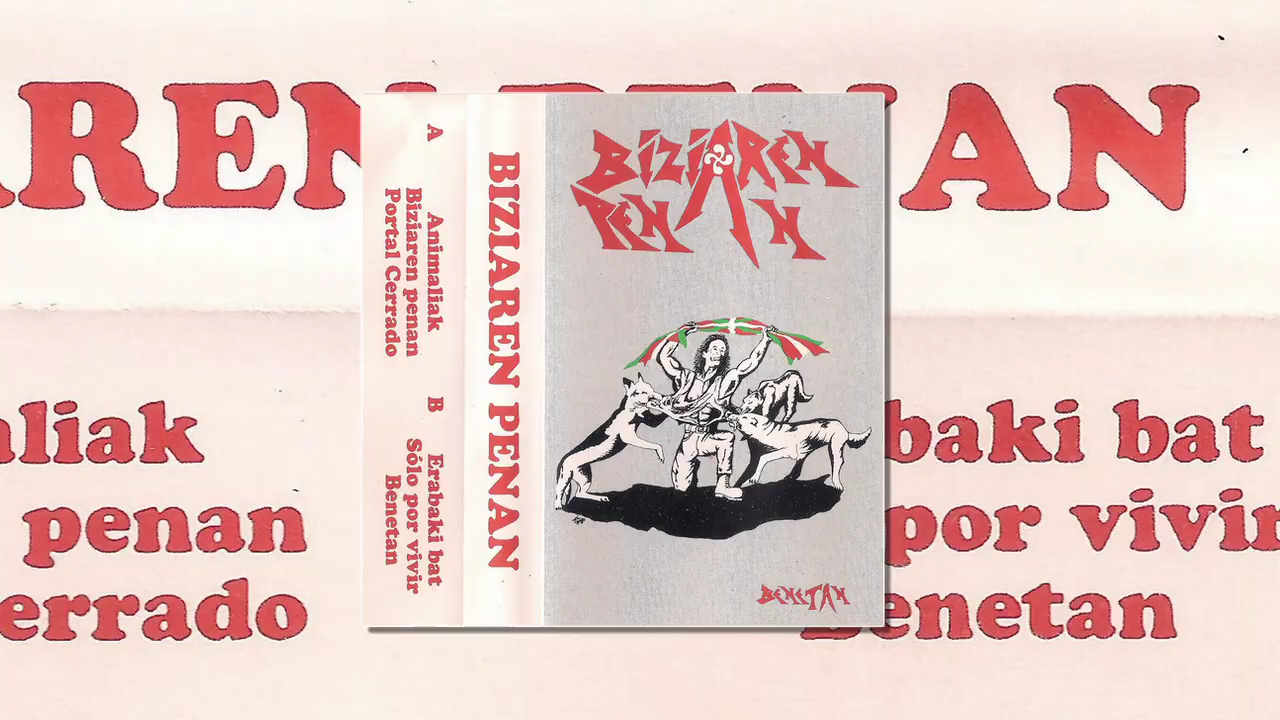 AREN PENAN
A
Animaliak
Biziaren penan
Portal Cerrado
B
Erabaki bat
Sólo por vivir
Benetan
BIZIAREN PENAN
BIZIAREN
PENAN
BENETAN
aliak
penan
errado
baki bat
por vivir
Benetan